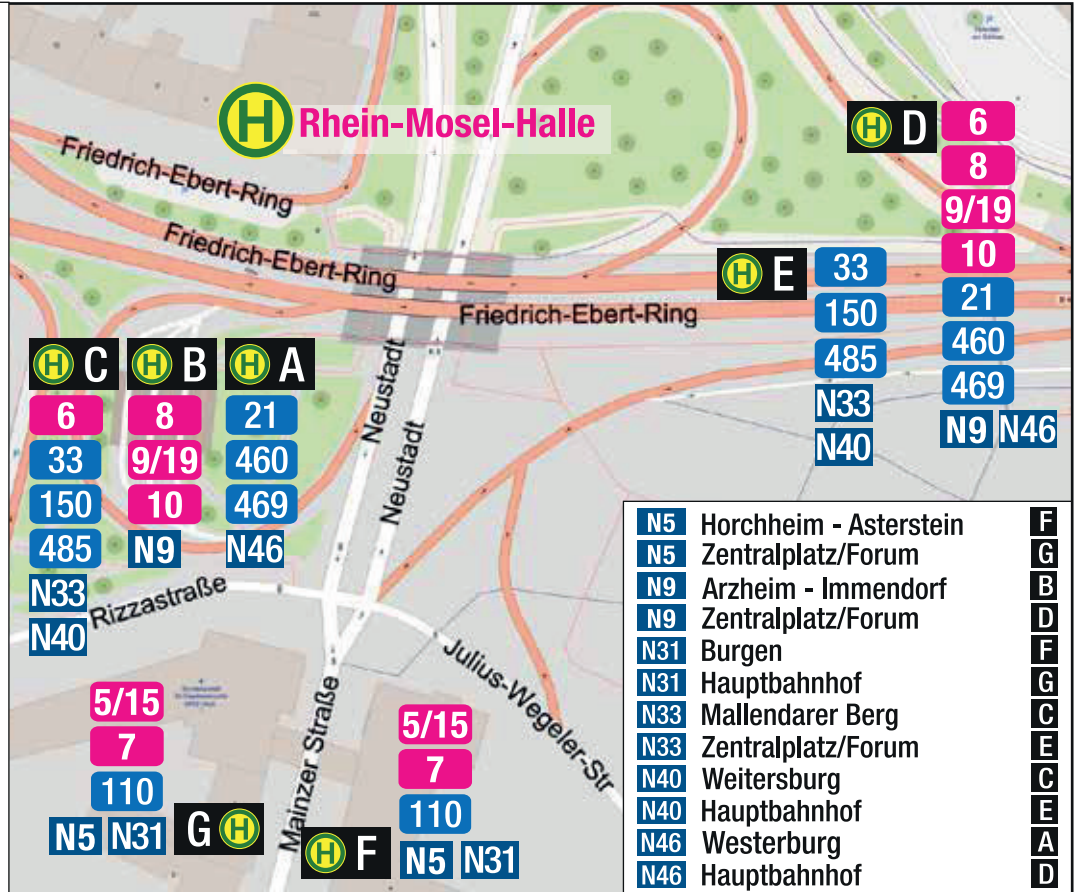 H Rhein-Mosel-Halle
Friedrich-Ebert-Ring
Friedrich-Ebert-Ring
Friedrich-Ebert-Ring
H D
6
8
9/19
10
21
460
469
N9 N46
H E
33
150
485
N33
N40
H C
6
33
150
485
N33
N40
H B
8
9/19
10
N9
H A
21
460
469
N46
Neustadt
Neustadt
Rizzastraße
Julius-Wegeler-Str
Mainzer Straße
5/15
7
110
N5 N31
G H
H F
5/15
7
110
N5 N31
N5 Horchheim - Asterstein F
N5 Zentralplatz/Forum G
N9 Arzheim - Immendorf B
N9 Zentralplatz/Forum D
N31 Burgen F
N31 Hauptbahnhof G
N33 Mallendarer Berg C
N33 Zentralplatz/Forum E
N40 Weitersburg C
N40 Hauptbahnhof E
N46 Westerburg A
N46 Hauptbahnhof D